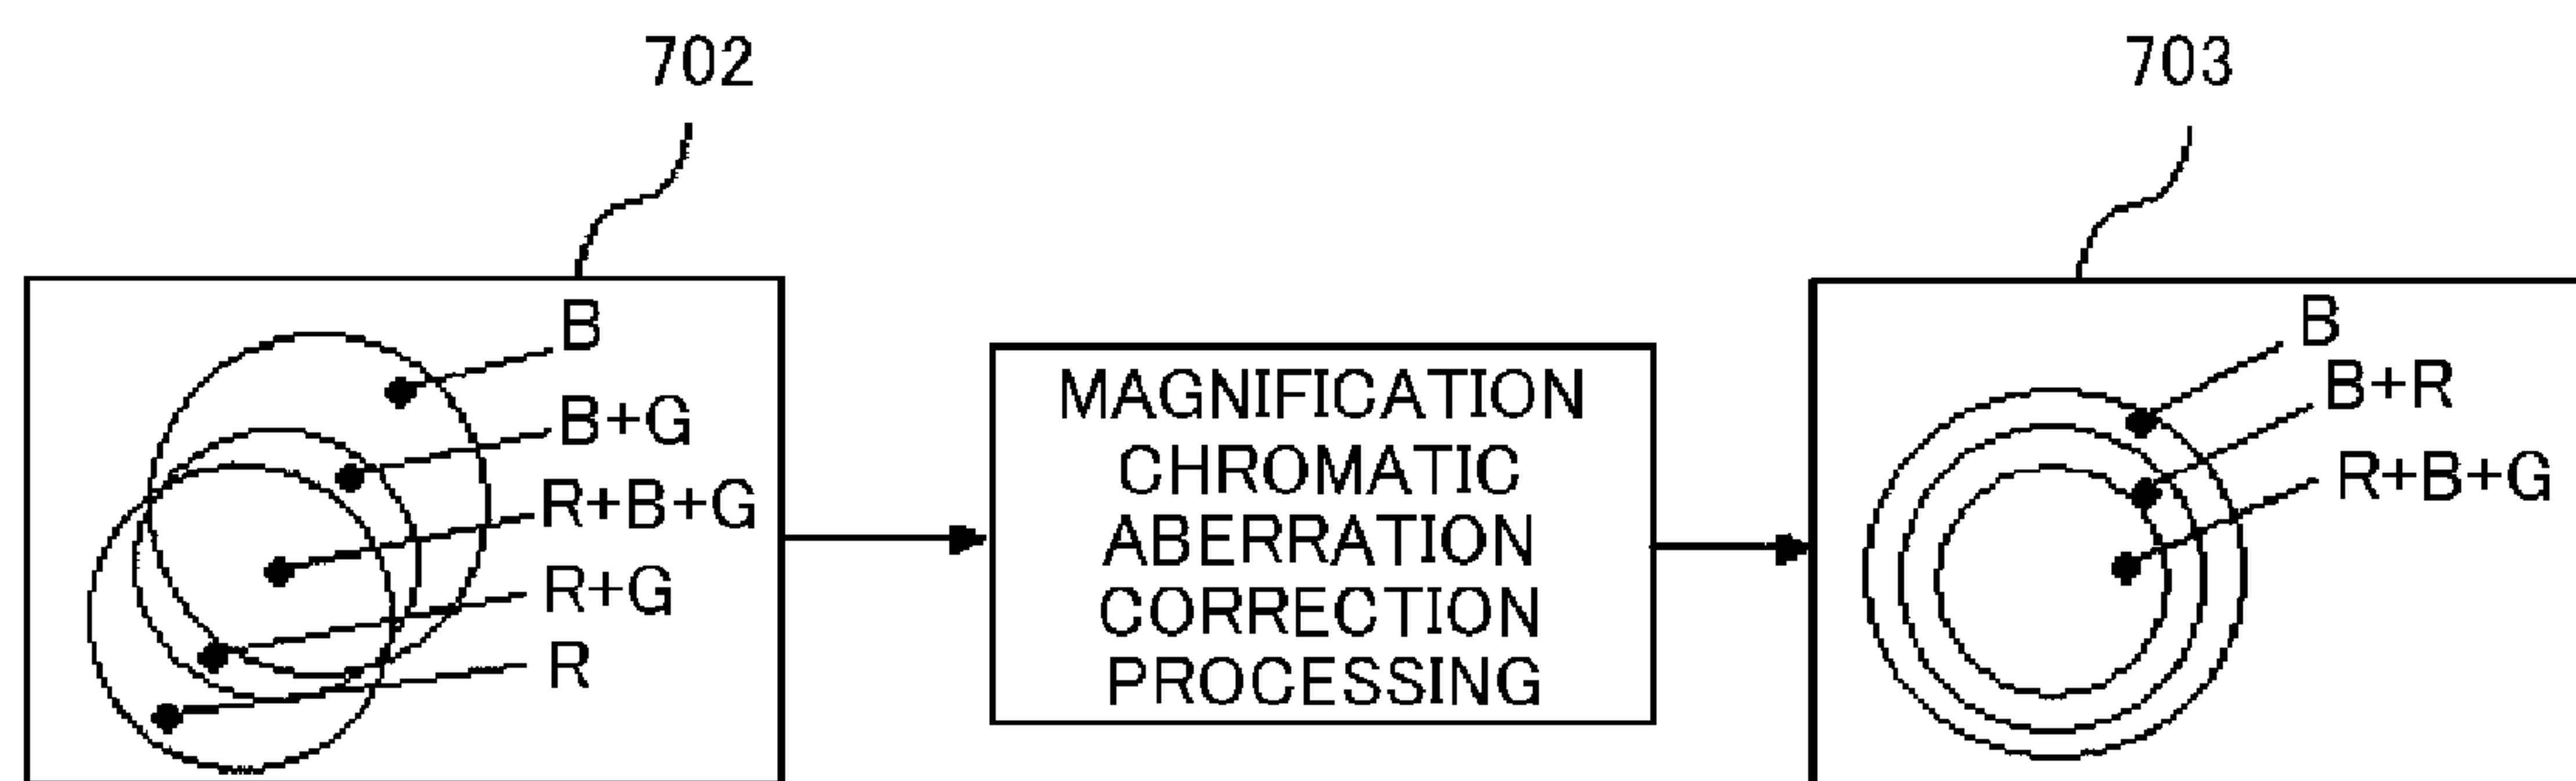 702
703
B
B+G
R+B+G
R+G
R
MAGNIFICATION
CHROMATIC
ABERRATION
CORRECTION
PROCESSING
B
B+R
R+B+G